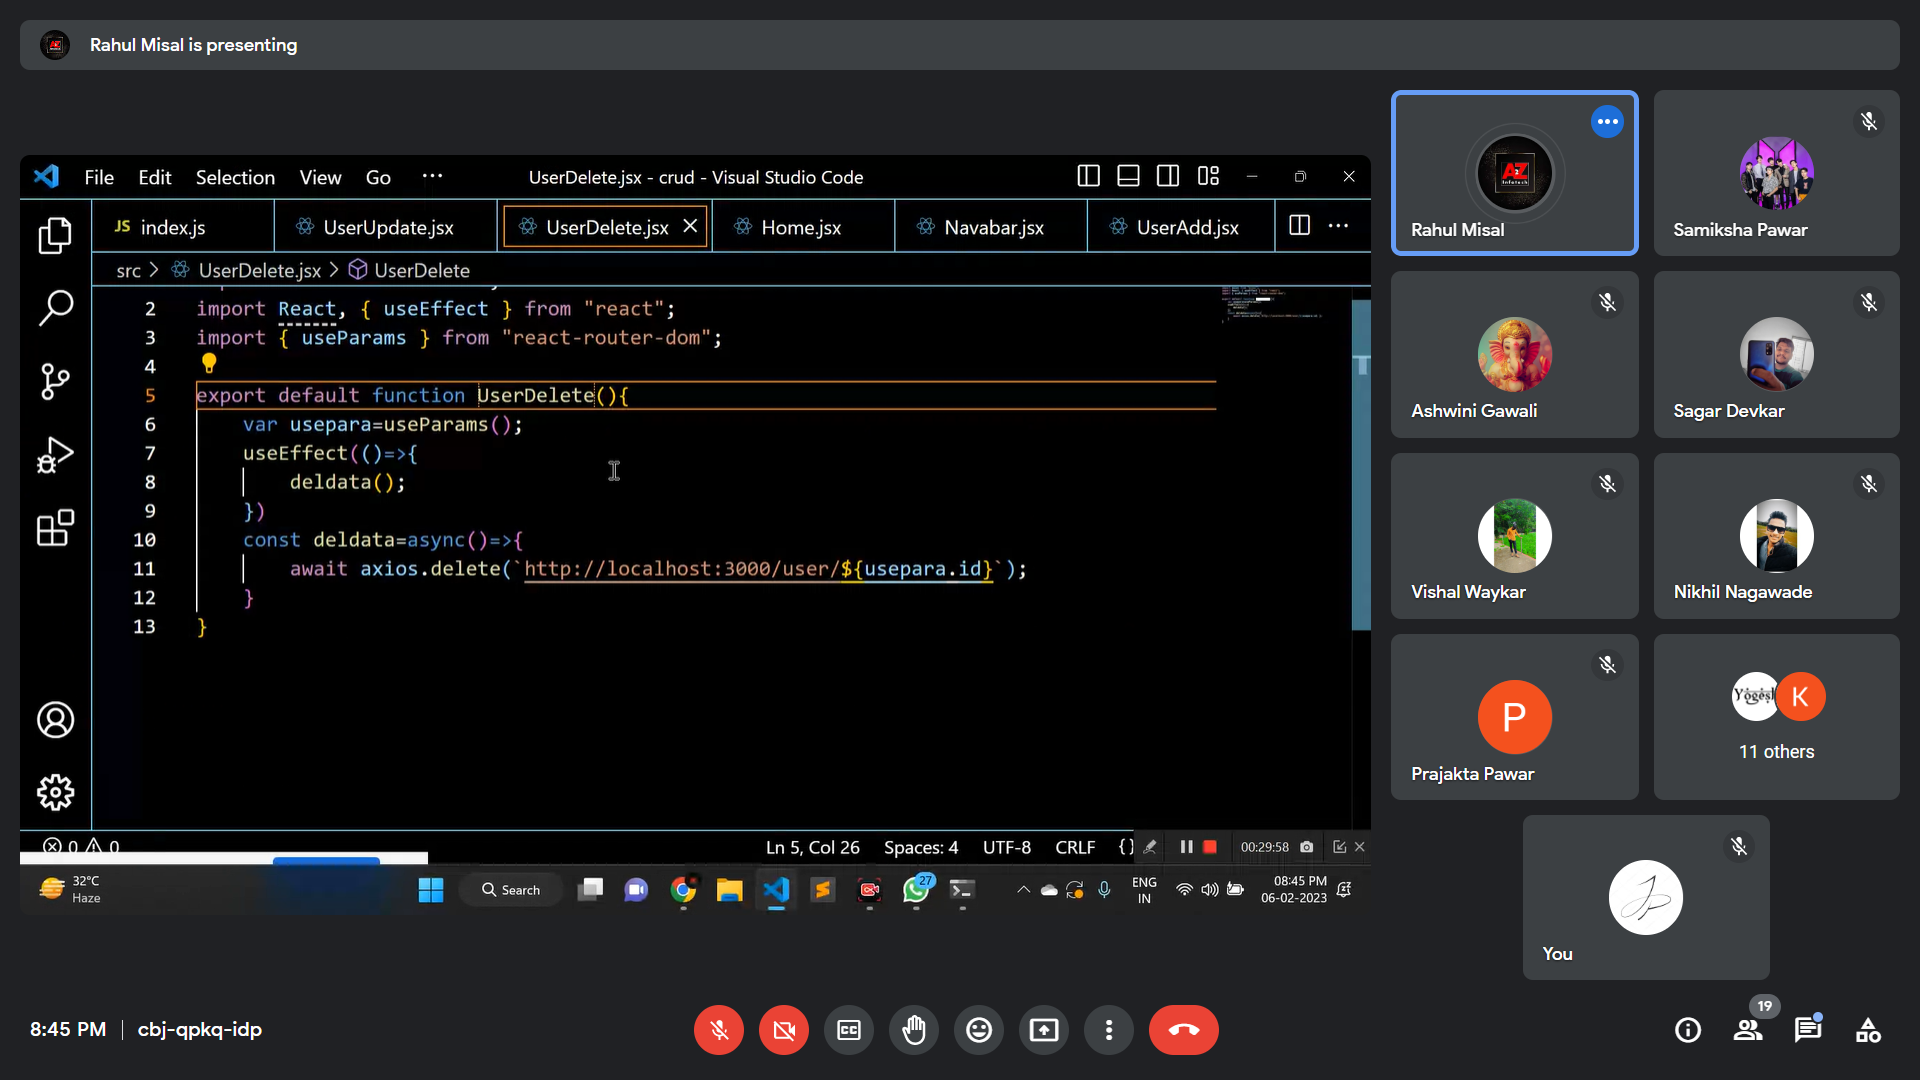 Rahul Misal is presenting
File Edit Selection View Go ···
UserDelete.jsx - crud - Visual Studio Code
JS index.js
UserUpdate.jsx
UserDelete.jsx
Home.jsx
Navabar.jsx
UserAdd.jsx
src > UserDelete.jsx > UserDelete
2 import React, { useEffect } from "react";
3 import { useParams } from "react-router-dom";
4
5 export default function UserDelete(){
6 var usepara=useParams();
7 useEffect(()=>{
8 deldata();
9 })
10 const deldata=async()=>{
11 await axios.delete(`http://localhost:3000/user/${usepara.id}`);
12 }
13 }
0 0
Ln 5, Col 26 Spaces: 4 UTF-8 CRLF {}
00:29:58
32°C
Haze
Search
27
ENG
IN
08:45 PM
06-02-2023
Rahul Misal
Samiksha Pawar
Ashwini Gawali
Sagar Devkar
Vishal Waykar
Nikhil Nagawade
P
Prajakta Pawar
Yogesh
K
11 others
You
8:45 PM | cbj-qpkq-idp
19